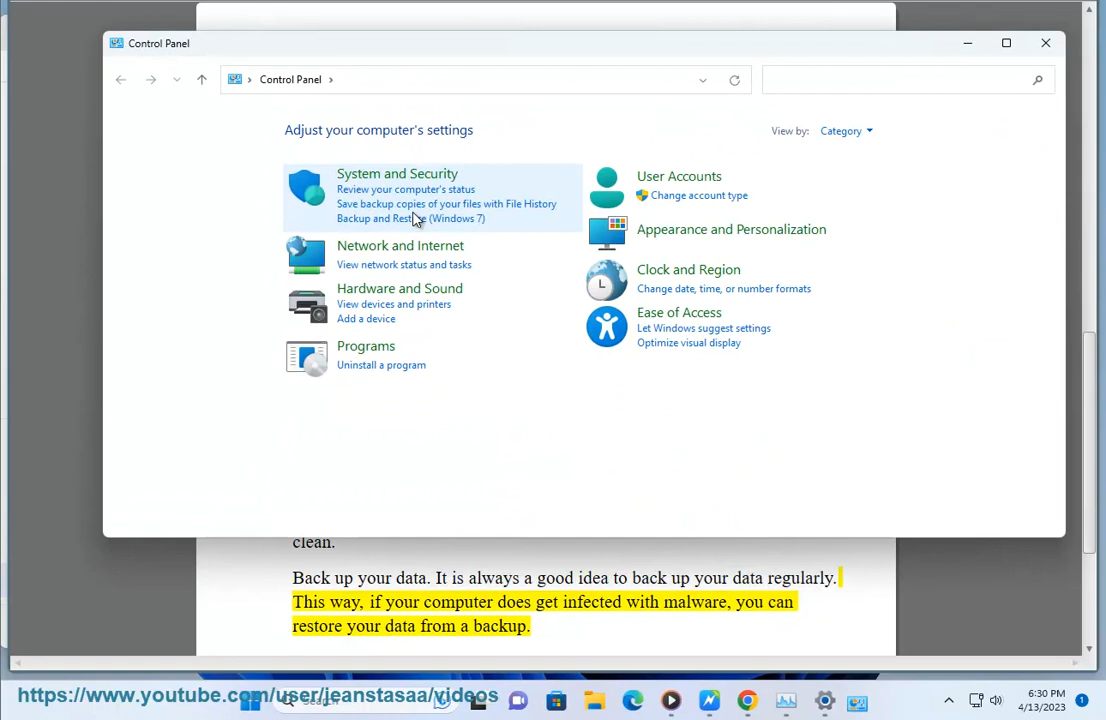 Control Panel
Control Panel
Adjust your computer's settings
View by: Category
System and Security
Review your computer's status
Save backup copies of your files with File History
Backup and Restore (Windows 7)
Network and Internet
View network status and tasks
Hardware and Sound
View devices and printers
Add a device
Programs
Uninstall a program
User Accounts
Change account type
Appearance and Personalization
Clock and Region
Change date, time, or number formats
Ease of Access
Let Windows suggest settings
Optimize visual display
clean.
Back up your data. It is always a good idea to back up your data regularly.
This way, if your computer does get infected with malware, you can
restore your data from a backup.
https://www.youtube.com/user/jeanstasaa/videos
Search
6:30 PM
4/13/2023
1